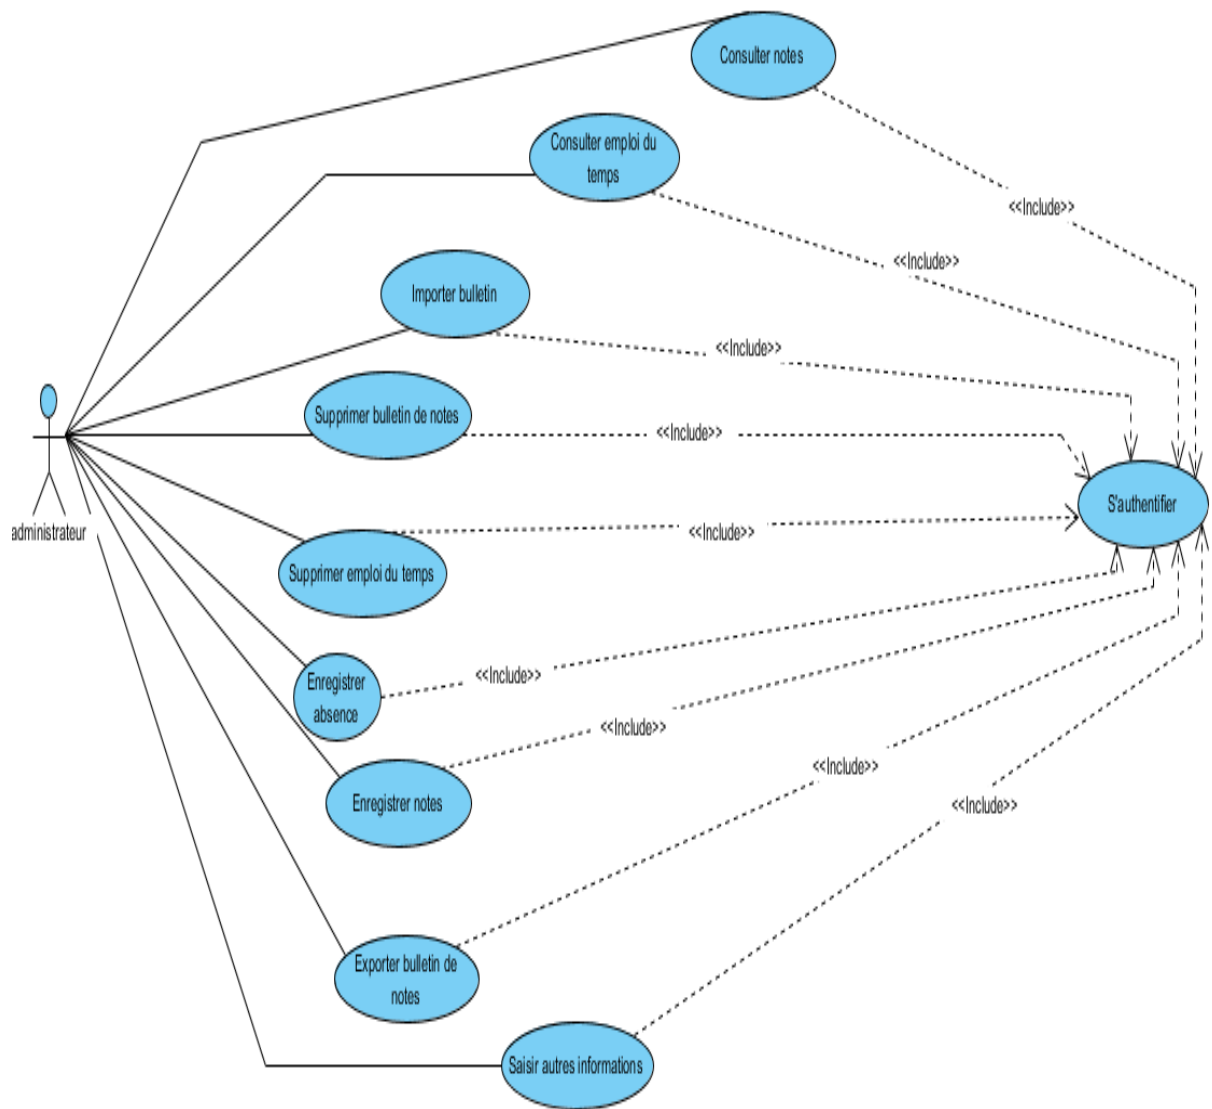 Consulter notes
Consulter emploi du
temps
<<Include>>
<<Include>>
Importer bulletin
<<Include>>
Supprimer bulletin de notes
<<Include>>
S'authentifier
administrateur
<<Include>>
Supprimer emploi du temps
Enregistrer
absence
<<Include>>
<<Include>>
<<Include>>
Enregistrer notes
<<Include>>
Exporter bulletin de
notes
Saisir autres informations